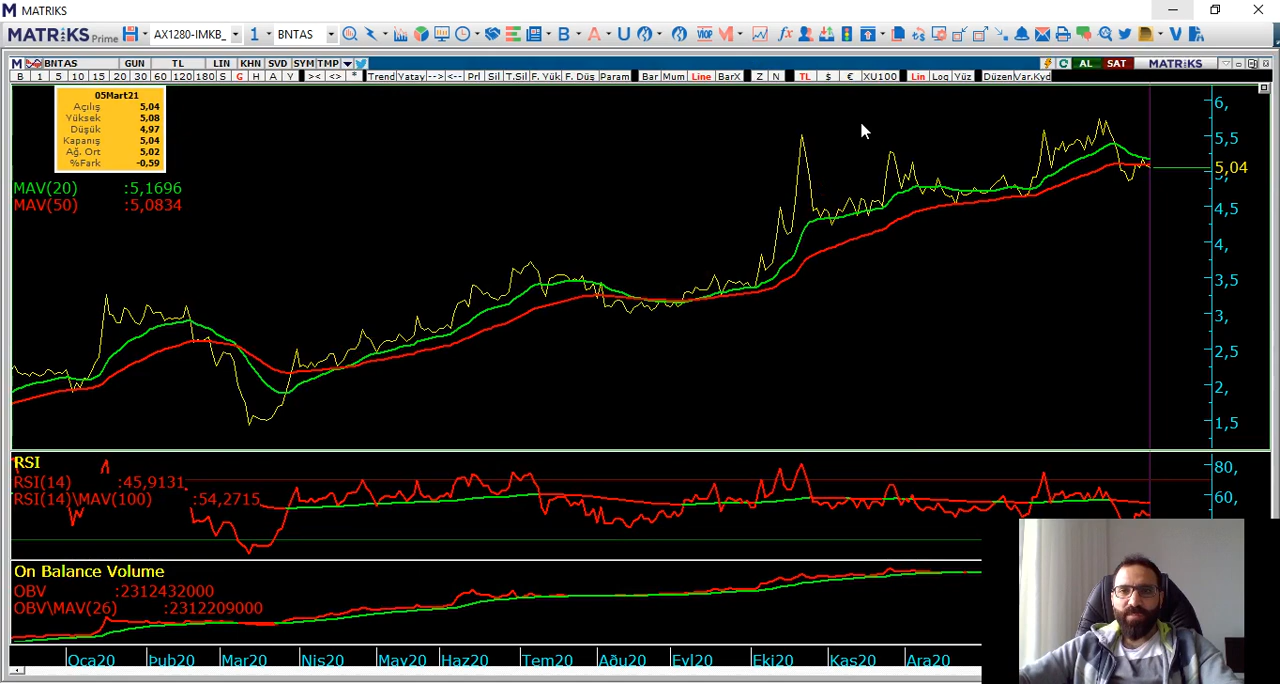 MATRIKS
MATRIKS Prime AX1280-IMKB_ 1 BNTAS B A U VIOP M fx V
BNTAS GUN TL LIN KHN SVD SYM TMP AL SAT MATRIKS
B 1 5 10 15 20 30 60 120 180 S G H A Y >< <> * Trend Yatay --> <-- Prl Sil T.Sil F. Yük F. Düş Param Bar Mum Line BarX Z N TL $ € XU100 Lin Log Yüz Düzen Var.Kyd
05Mart21
Açılış 5,04
Yüksek 5,08
Düşük 4,97
Kapanış 5,04
Ağ. Ort 5,02
%Fark -0,59
MAV(20) :5,1696
MAV(50) :5,0834
6,
5,5
5,04
5,
4,5
4,
3,5
3,
2,5
2,
1,5
RSI
RSI(14) :45,9131
RSI(14)\MAV(100) :54,2715
80,
60,
On Balance Volume
OBV :2312432000
OBV\MAV(26) :2312209000
Oca20 Þub20 Mar20 Nis20 May20 Haz20 Tem20 Aðu20 Eyl20 Eki20 Kas20 Ara20